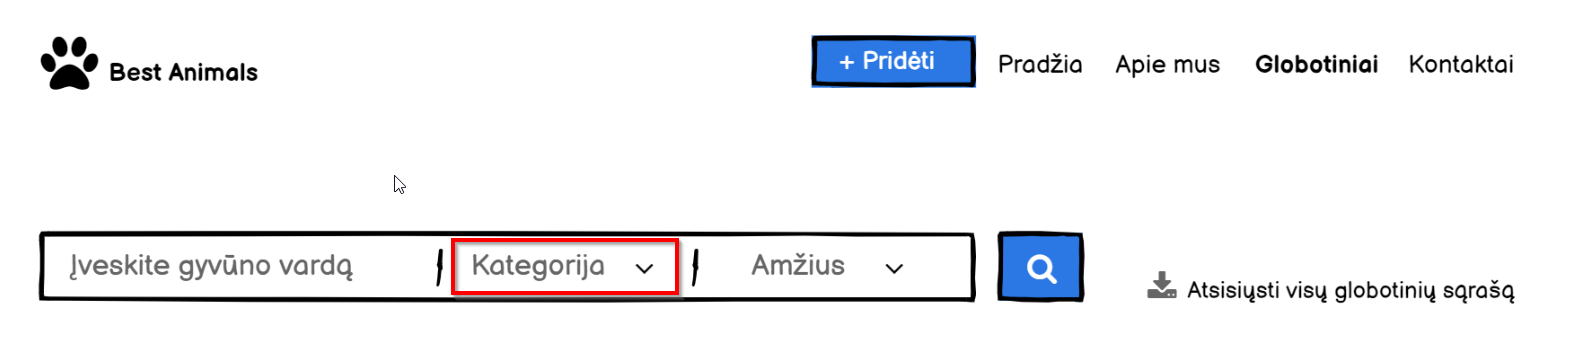 Best Animals
+ Pridėti
Pradžia
Apie mus
Globotiniai
Kontaktai
Įveskite gyvūno vardą
Kategorija
Amžius
Atsisiųsti visų globotinių sąrašą